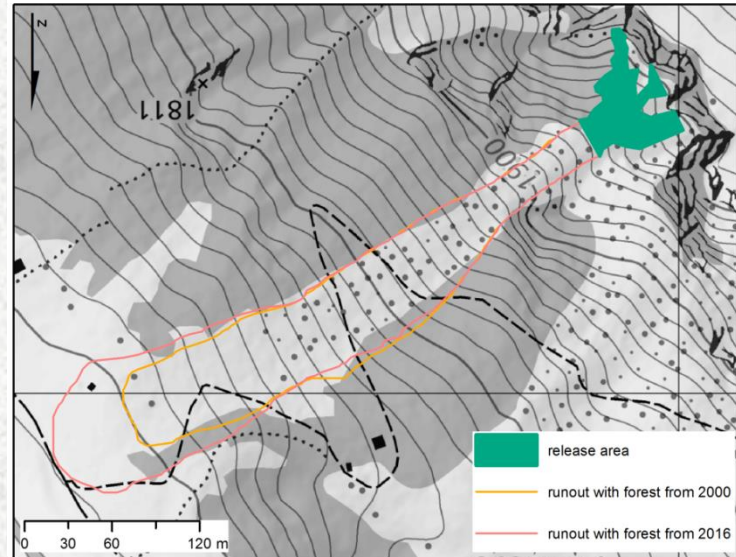 z
1811
1900
release area
runout with forest from 2000
runout with forest from 2016
0 30 60 120 m